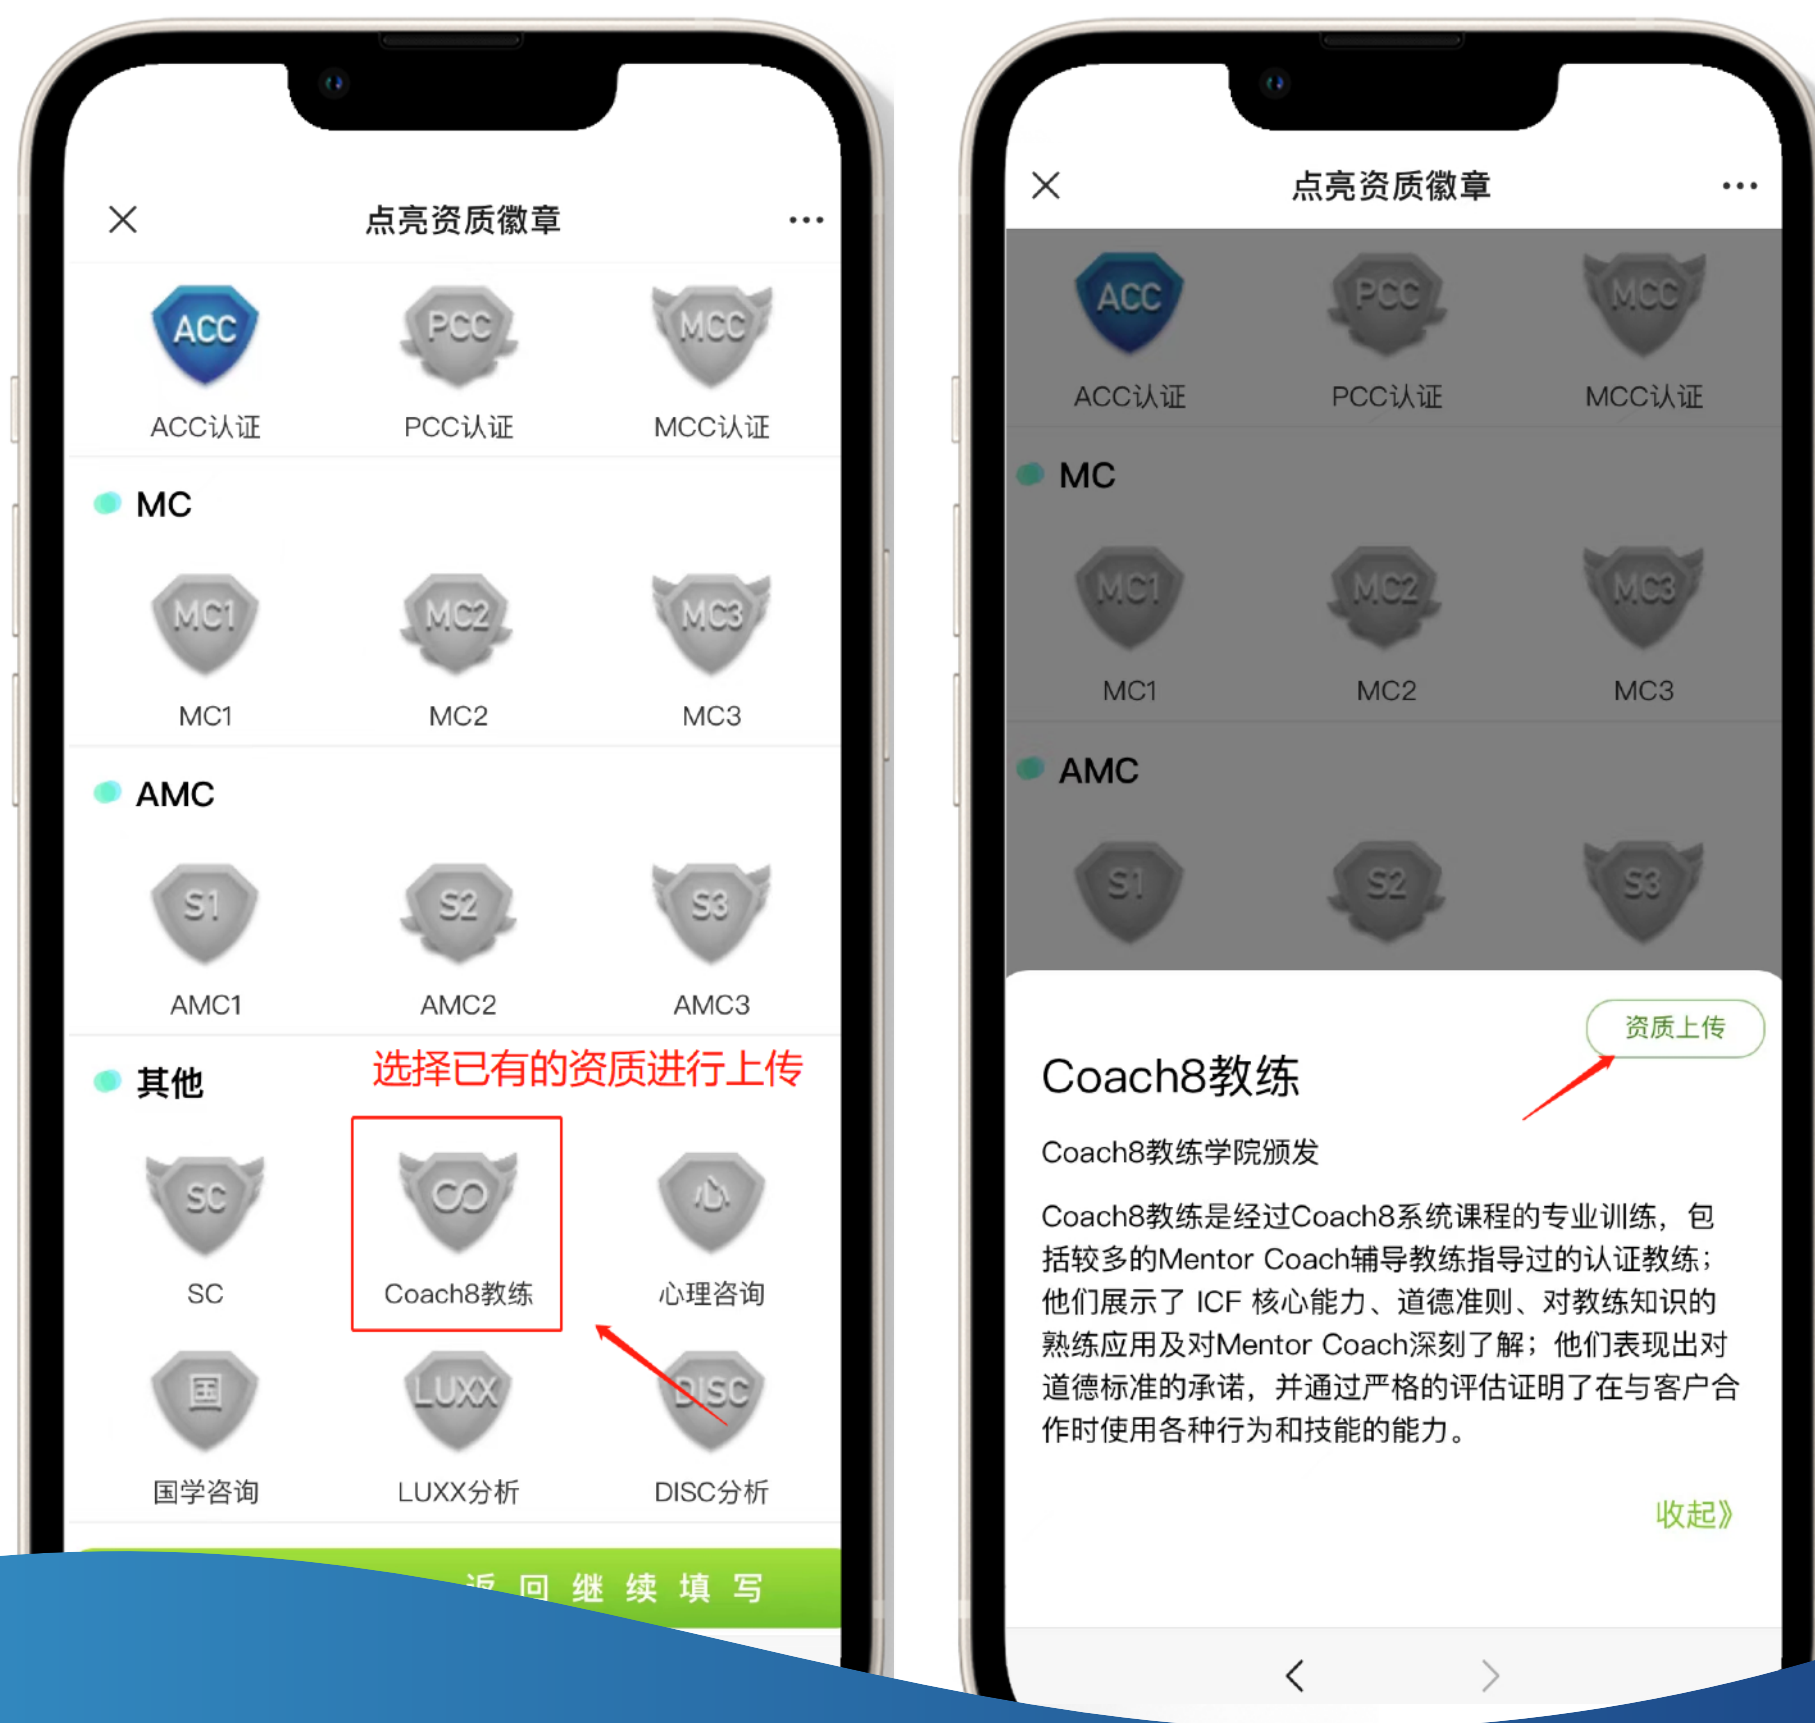 点亮资质徽章
ACC
PCC
MCC
ACC认证
PCC认证
MCC认证
MC
MC1
MC2
MC3
MC1
MC2
MC3
AMC
S1
S2
S3
AMC1
AMC2
AMC3
其他
选择已有的资质进行上传
SC
心
SC
Coach8教练
心理咨询
国
LUXX
DISC
国学咨询
LUXX分析
DISC分析
返回继续填写
点亮资质徽章
ACC
PCC
MCC
ACC认证
PCC认证
MCC认证
MC
MC1
MC2
MC3
MC1
MC2
MC3
AMC
S1
S2
S3
资质上传
Coach8教练
Coach8教练学院颁发
Coach8教练是经过Coach8系统课程的专业训练，包
括较多的Mentor Coach辅导教练指导过的认证教练；
他们展示了 ICF 核心能力、道德准则、对教练知识的
熟练应用及对Mentor Coach深刻了解；他们表现出对
道德标准的承诺，并通过严格的评估证明了在与客户合
作时使用各种行为和技能的能力。
收起》